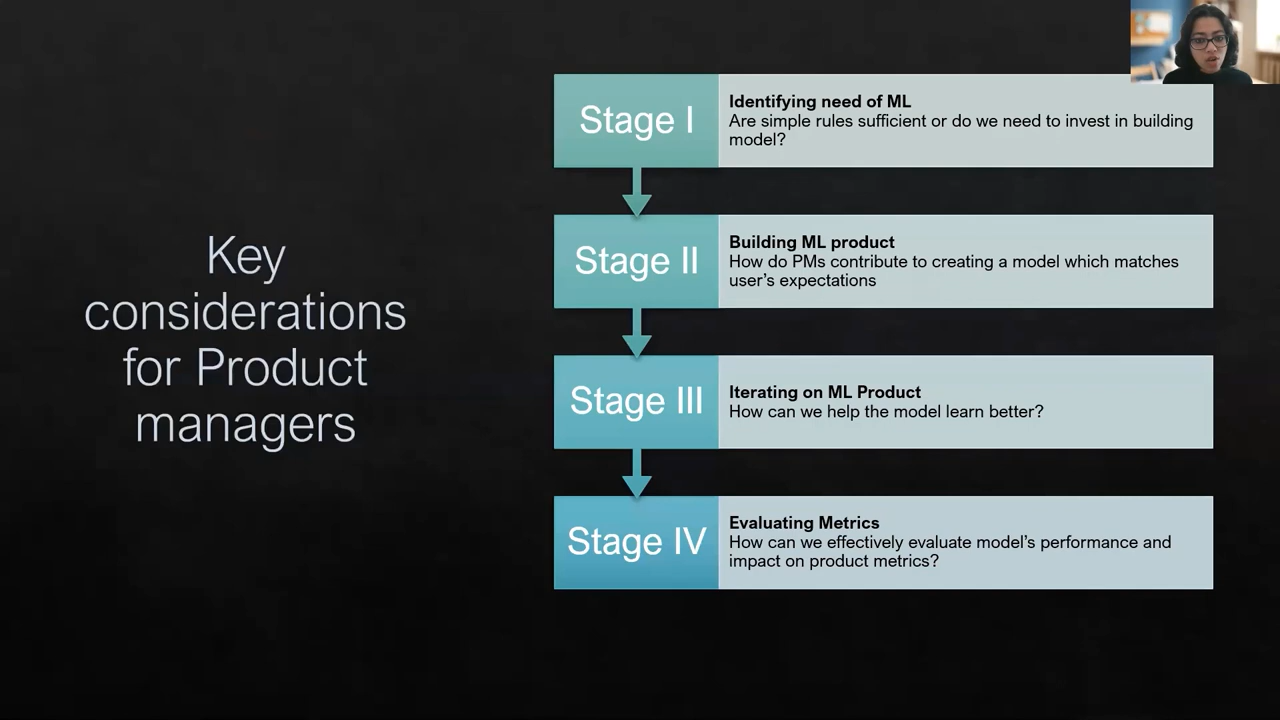 Key
considerations
for Product
managers
Stage I
Identifying need of ML
Are simple rules sufficient or do we need to invest in building
model?
Stage II
Building ML product
How do PMs contribute to creating a model which matches
user’s expectations
Stage III
Iterating on ML Product
How can we help the model learn better?
Stage IV
Evaluating Metrics
How can we effectively evaluate model’s performance and
impact on product metrics?